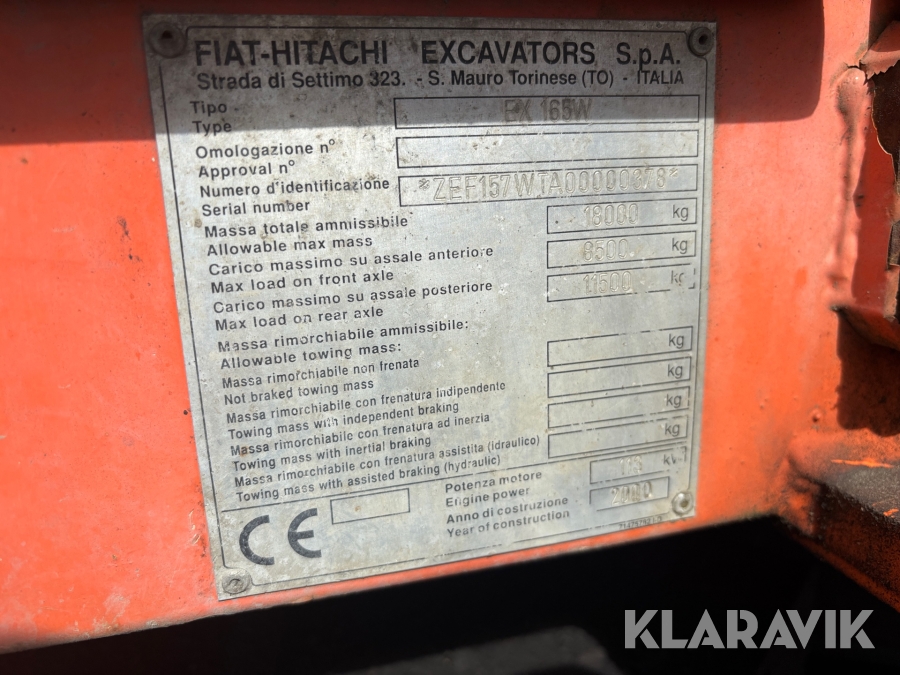 FIAT-HITACHI EXCAVATORS S.p.A.
Strada di Settimo 323. - S. Mauro Torinese (TO) - ITALIA
Tipo
Type
EX 165W
Omologazione n°
Approval n°
Numero d'identificazione
Serial number
Massa totale ammissibile
18000 kg
Allowable max mass
Carico massimo su assale anteriore
kg
Max load on front axle
Carico massimo su assale posteriore
kg
Max load on rear axle
Massa rimorchiabile ammissibile:
Allowable towing mass:
Massa rimorchiabile non frenata
kg
Not braked towing mass
Massa rimorchiabile con frenatura indipendente
kg
Towing mass with independent braking
Massa rimorchiabile con frenatura ad inerzia
kg
Towing mass with inertial braking
Massa rimorchiabile con frenatura assistita (idraulico)
kg
Towing mass with assisted braking (hydraulic)
Potenza motore
Engine power
Anno di costruzione
2000
Year of construction
CE
KLARAVIK